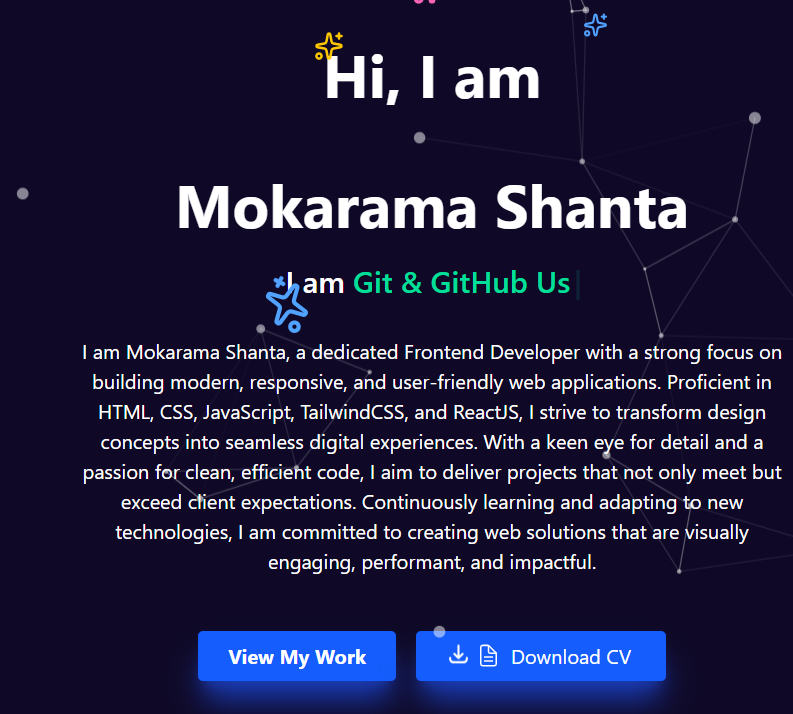 Hi, I am
Mokarama Shanta
I am Git & GitHub Us
I am Mokarama Shanta, a dedicated Frontend Developer with a strong focus on
building modern, responsive, and user-friendly web applications. Proficient in
HTML, CSS, JavaScript, TailwindCSS, and ReactJS, I strive to transform design
concepts into seamless digital experiences. With a keen eye for detail and a
passion for clean, efficient code, I aim to deliver projects that not only meet but
exceed client expectations. Continuously learning and adapting to new
technologies, I am committed to creating web solutions that are visually
engaging, performant, and impactful.
View My Work
Download CV